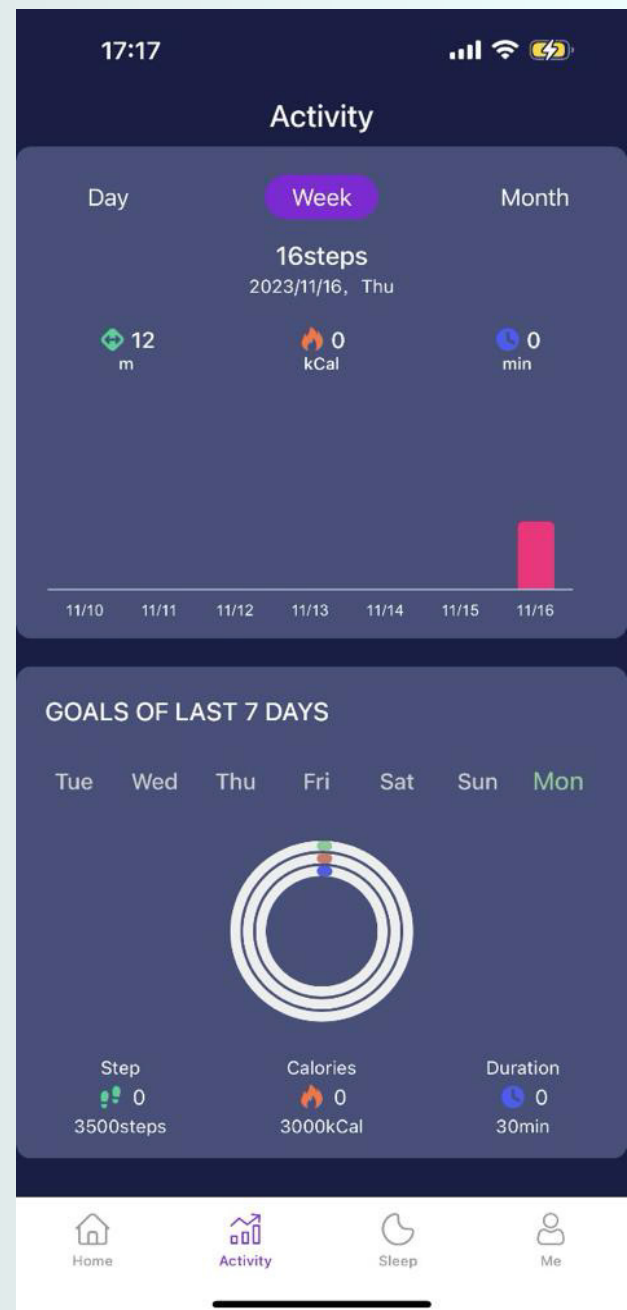 17:17
Activity
Day Week Month
16steps
2023/11/16, Thu
12 0 0
m kCal min
11/10 11/11 11/12 11/13 11/14 11/15 11/16
GOALS OF LAST 7 DAYS
Tue Wed Thu Fri Sat Sun Mon
Step Calories Duration
0 0 0
3500steps 3000kCal 30min
Home Activity Sleep Me